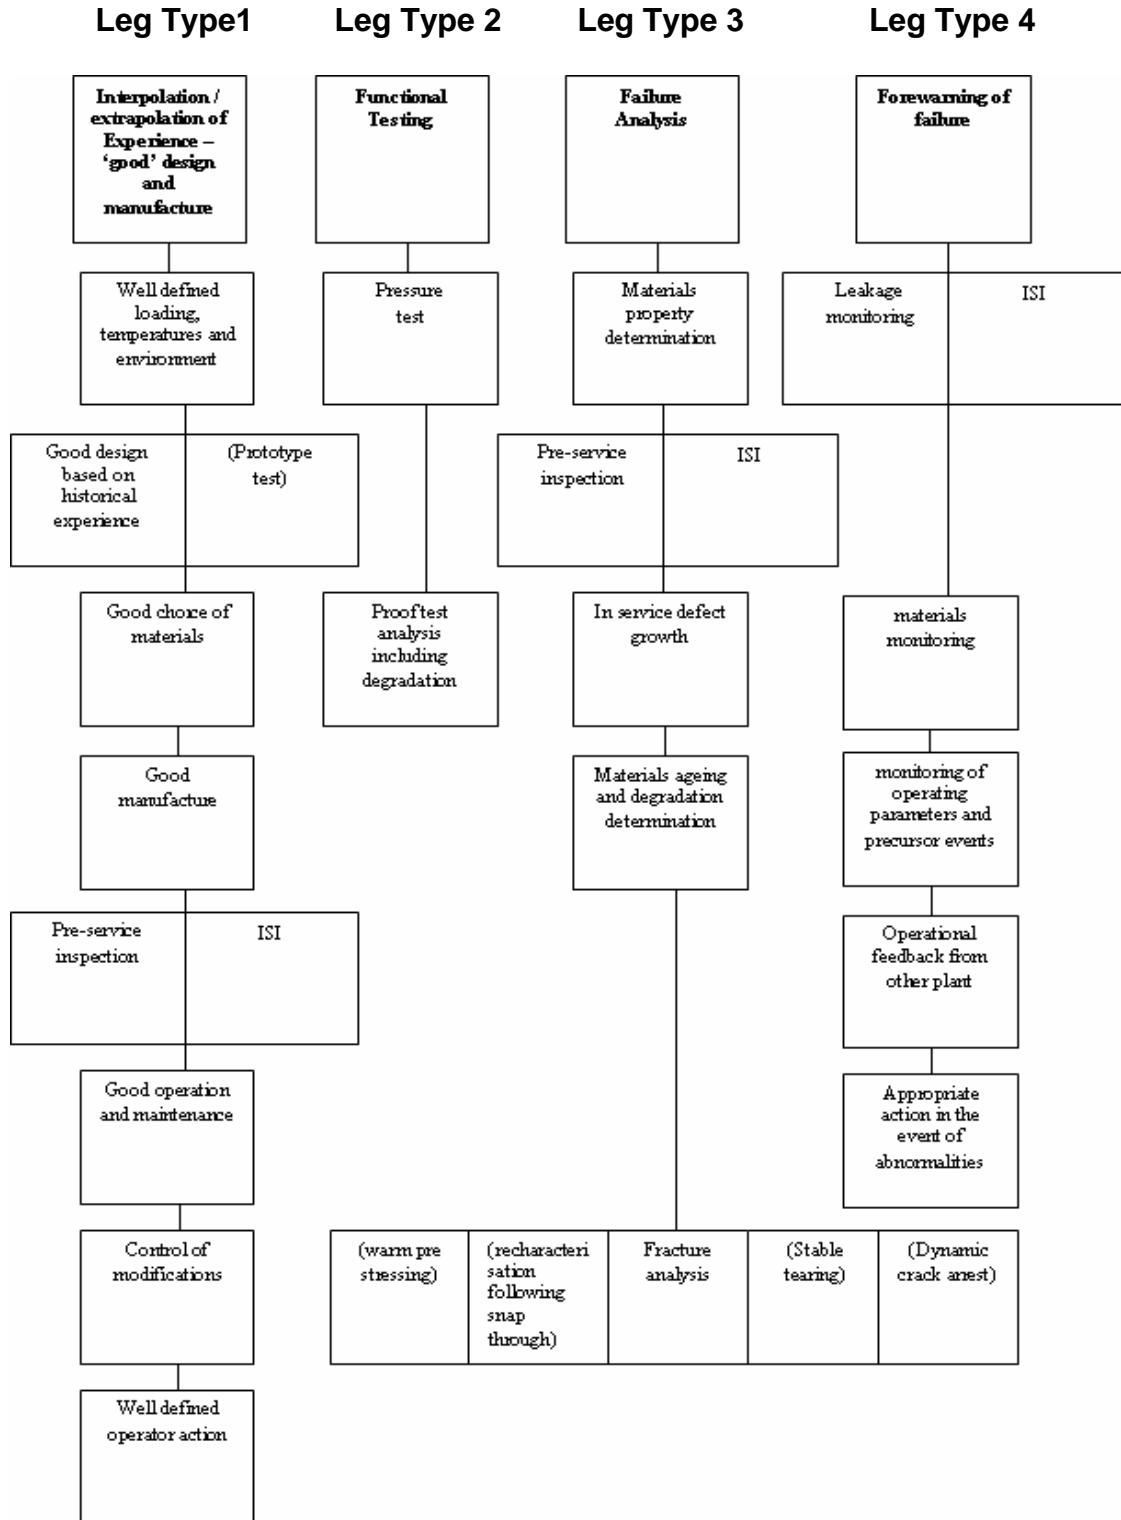 Leg Type1
Leg Type 2
Leg Type 3
Leg Type 4
Interpolation /
extrapolation of
Experience –
‘good’ design
and
manufacture
Functional
Testing
Failure
Analysis
Forewarning of
failure
Well defined
loading,
temperatures and
environment
Pressure
test
Materials
property
determination
Leakage
monitoring
ISI
Good design
based on
historical
experience
(Prototype
test)
Pre-service
inspection
ISI
Good choice of
materials
Proof test
analysis
including
degradation
In service defect
growth
materials
monitoring
Good
manufacture
Materials ageing
and degradation
determination
monitoring of
operating
parameters and
precursor events
Pre-service
inspection
ISI
Operational
feedback from
other plant
Good operation
and maintenance
Appropriate
action in the
event of
abnormalities
Control of
modifications
(warm pre
stressing)
(recharacteri
sation
following
snap
through)
Fracture
analysis
(Stable
tearing)
(Dynamic
crack arrest)
Well defined
operator action